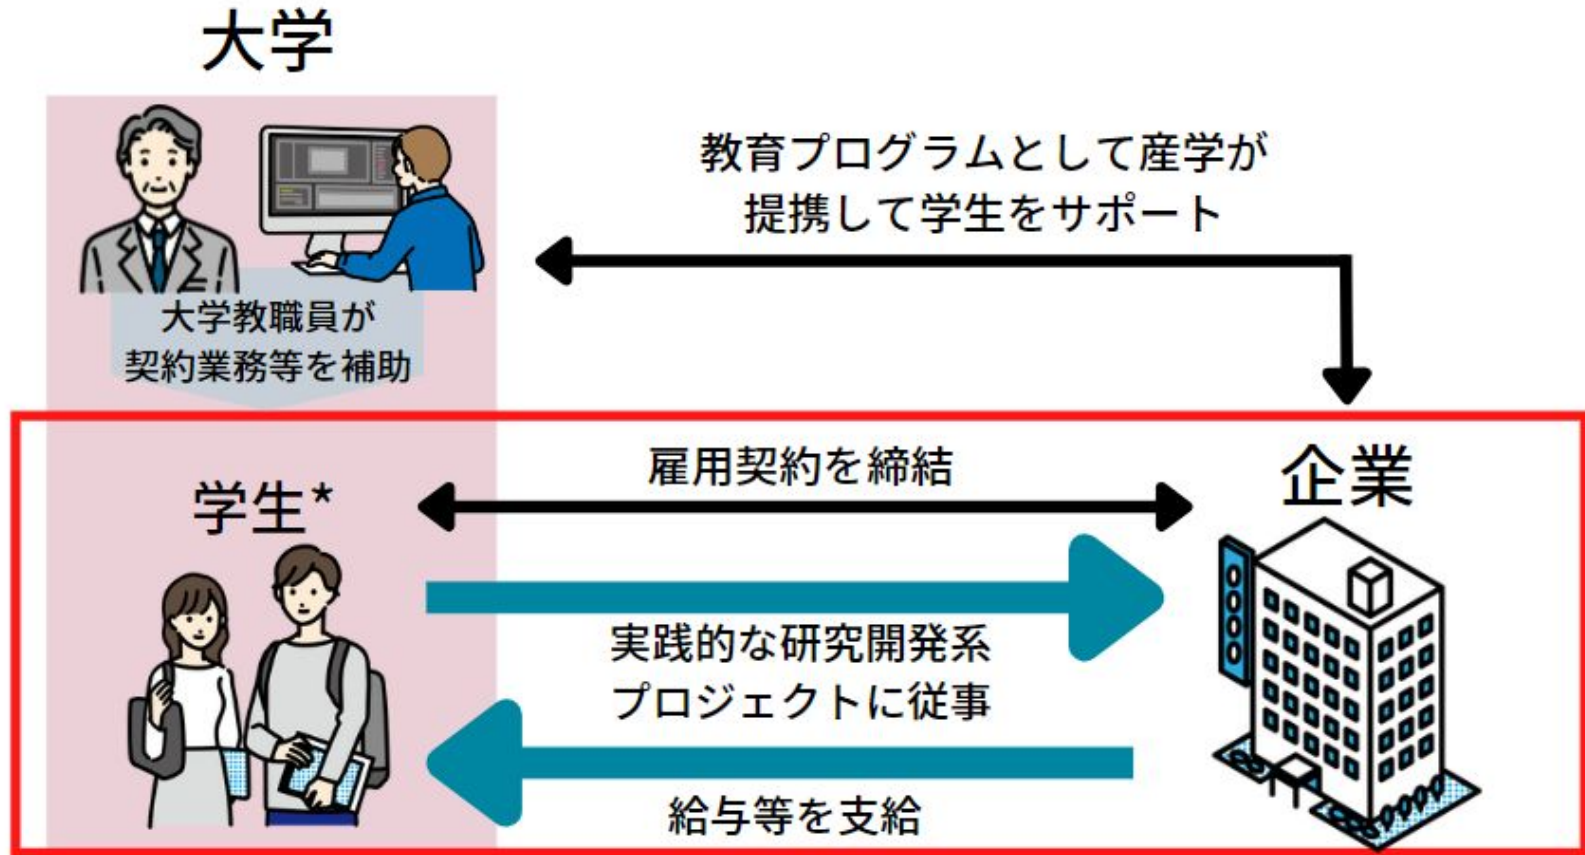 大学
教育プログラムとして産学が
提携して学生をサポート
大学教職員が
契約業務等を補助
雇用契約を締結
企業
学生*
実践的な研究開発系
プロジェクトに従事
給与等を支給